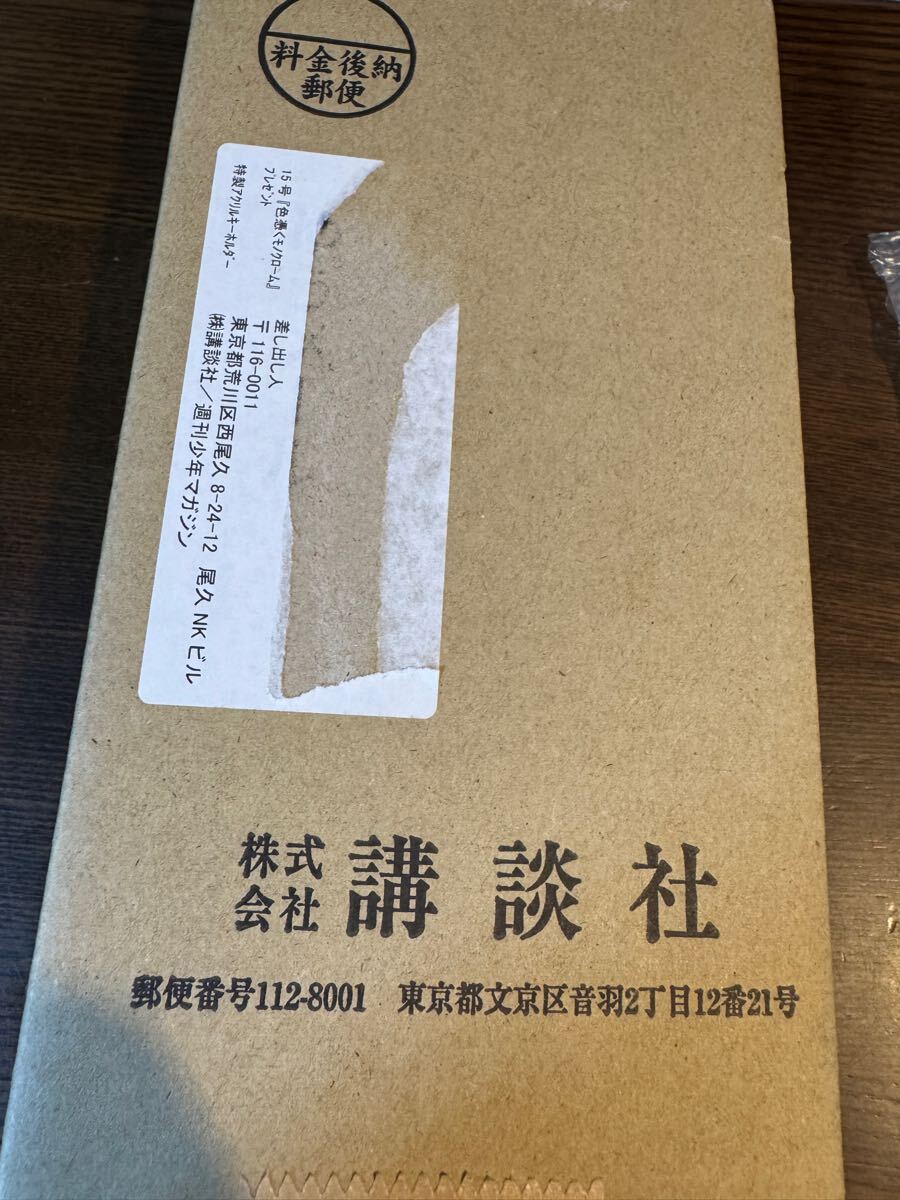 料金後納
郵便
15号『色憑くモノクローム』
プレゼント
特製アクリルキーホルダー
差し出し人
〒116-0011
東京都荒川区西尾久 8-24-12 尾久 NK ビル
㈱講談社/週刊少年マガジン
株式
会社 講談社
郵便番号112-8001 東京都文京区音羽2丁目12番21号